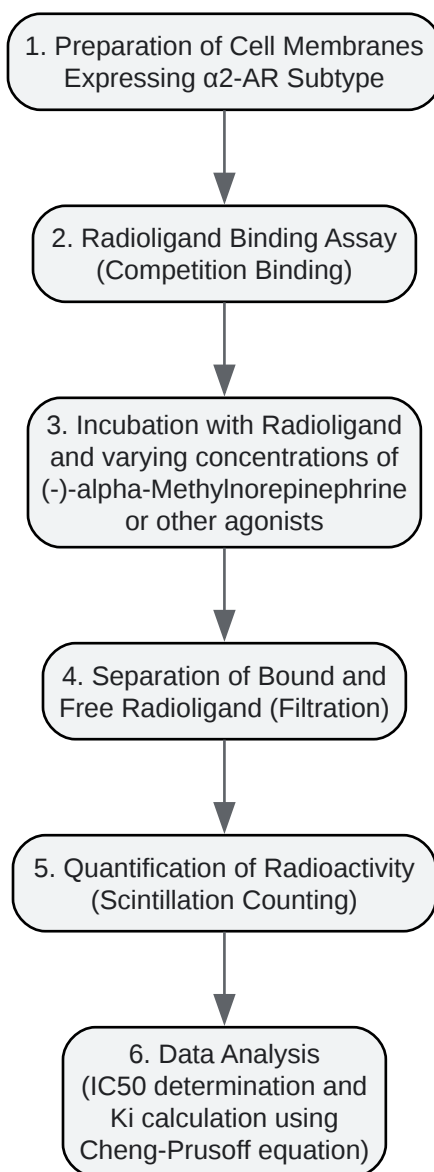 1. Preparation of Cell Membranes
Expressing α2-AR Subtype
2. Radioligand Binding Assay
(Competition Binding)
3. Incubation with Radioligand
and varying concentrations of
(-)-alpha-Methylnorepinephrine
or other agonists
4. Separation of Bound and
Free Radioligand (Filtration)
5. Quantification of Radioactivity
(Scintillation Counting)
6. Data Analysis
(IC50 determination and
Ki calculation using
Cheng-Prusoff equation)